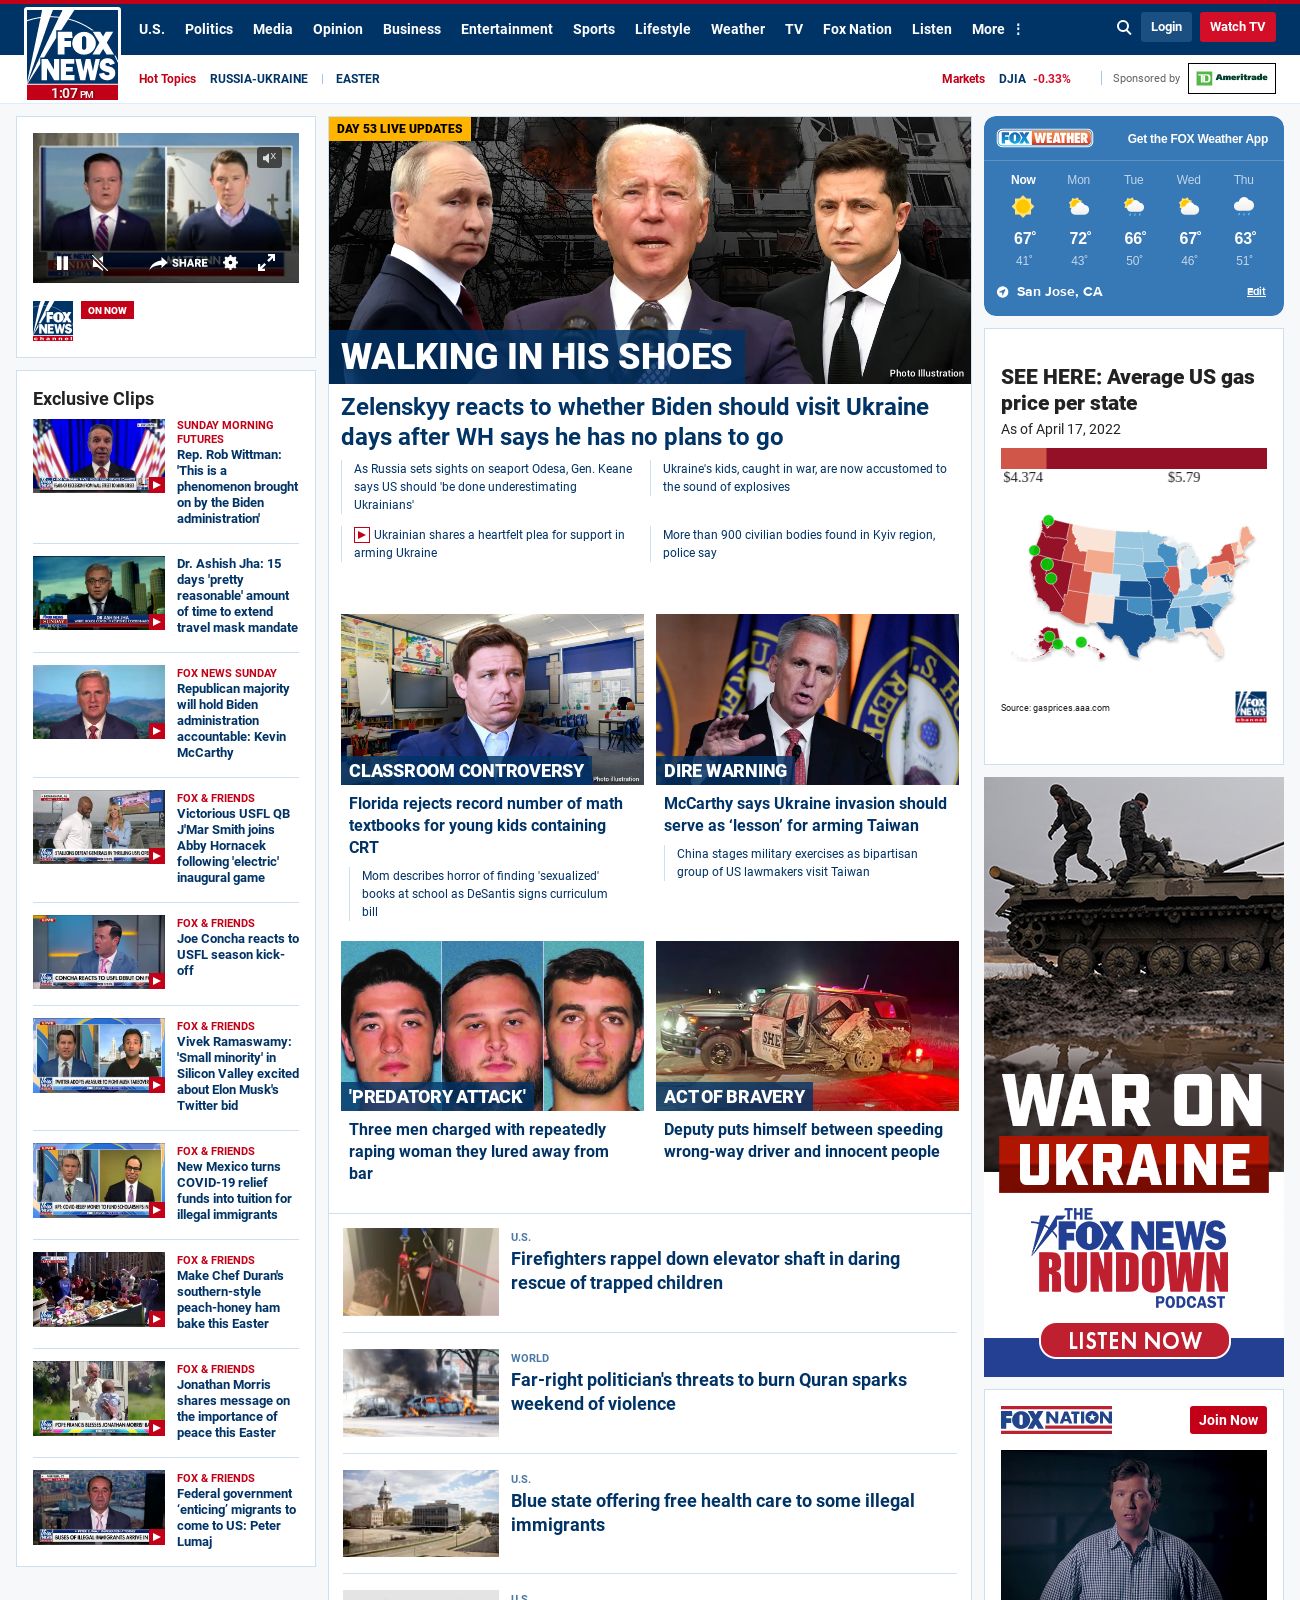 U.S. Politics Media Opinion Business Entertainment Sports Lifestyle Weather TV Fox Nation Listen More
Login
Watch TV
FOX
NEWS
1:07 PM
Hot Topics RUSSIA-UKRAINE EASTER
Markets DJIA -0.33%
Sponsored by
TD Ameritrade
SHARE
FOX
NEWS
channel
ON NOW
Exclusive Clips
SUNDAY MORNING
FUTURES
Rep. Rob Wittman:
'This is a
phenomenon brought
on by the Biden
administration'
Dr. Ashish Jha: 15
days 'pretty
reasonable' amount
of time to extend
travel mask mandate
FOX NEWS SUNDAY
Republican majority
will hold Biden
administration
accountable: Kevin
McCarthy
FOX & FRIENDS
Victorious USFL QB
J'Mar Smith joins
Abby Hornacek
following 'electric'
inaugural game
FOX & FRIENDS
Joe Concha reacts to
USFL season kick-
off
FOX & FRIENDS
Vivek Ramaswamy:
'Small minority' in
Silicon Valley excited
about Elon Musk's
Twitter bid
FOX & FRIENDS
New Mexico turns
COVID-19 relief
funds into tuition for
illegal immigrants
FOX & FRIENDS
Make Chef Duran's
southern-style
peach-honey ham
bake this Easter
FOX & FRIENDS
Jonathan Morris
shares message on
the importance of
peace this Easter
FOX & FRIENDS
Federal government
‘enticing’ migrants to
come to US: Peter
Lumaj
DAY 53 LIVE UPDATES
WALKING IN HIS SHOES
Photo Illustration
Zelenskyy reacts to whether Biden should visit Ukraine
days after WH says he has no plans to go
As Russia sets sights on seaport Odesa, Gen. Keane
says US should 'be done underestimating
Ukrainians'
Ukraine's kids, caught in war, are now accustomed to
the sound of explosives
Ukrainian shares a heartfelt plea for support in
arming Ukraine
More than 900 civilian bodies found in Kyiv region,
police say
CLASSROOM CONTROVERSY
Photo Illustration
Florida rejects record number of math
textbooks for young kids containing
CRT
Mom describes horror of finding 'sexualized'
books at school as DeSantis signs curriculum
bill
DIRE WARNING
McCarthy says Ukraine invasion should
serve as ‘lesson’ for arming Taiwan
China stages military exercises as bipartisan
group of US lawmakers visit Taiwan
'PREDATORY ATTACK'
Three men charged with repeatedly
raping woman they lured away from
bar
SHE
ACT OF BRAVERY
Deputy puts himself between speeding
wrong-way driver and innocent people
U.S.
Firefighters rappel down elevator shaft in daring
rescue of trapped children
WORLD
Far-right politician's threats to burn Quran sparks
weekend of violence
U.S.
Blue state offering free health care to some illegal
immigrants
U.S.
FOX WEATHER
Get the FOX Weather App
Now Mon Tue Wed Thu
67° 72° 66° 67° 63°
41° 43° 50° 46° 51°
San Jose, CA
Edit
SEE HERE: Average US gas
price per state
As of April 17, 2022
$4.374 $5.79
Source: gasprices.aaa.com
FOX
NEWS
channel
WAR ON
UKRAINE
THE
FOX NEWS
RUNDOWN
PODCAST
LISTEN NOW
FOX NATION
Join Now